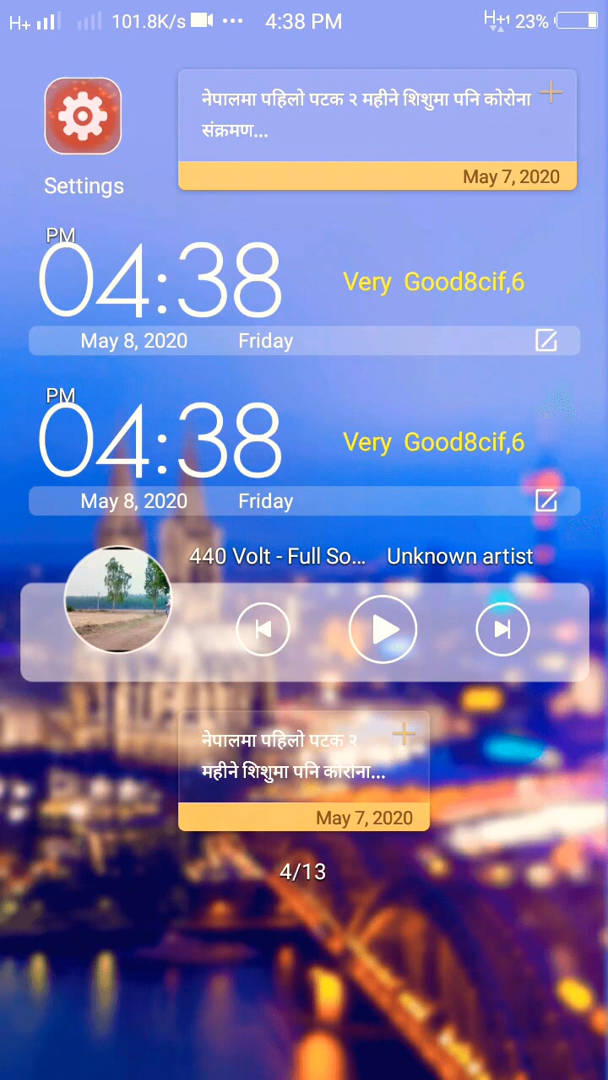 H+ 101.8K/s ... 4:38 PM H+1 23%
नेपालमा पहिलो पटक २ महीने शिशुमा पनि कोरोना
संक्रमण...
May 7, 2020
Settings
PM
04:38
Very Good8cif,6
May 8, 2020 Friday
PM
04:38
Very Good8cif,6
May 8, 2020 Friday
440 Volt - Full So... Unknown artist
नेपालमा पहिलो पटक २
महीने शिशुमा पनि कोरोना...
May 7, 2020
4/13